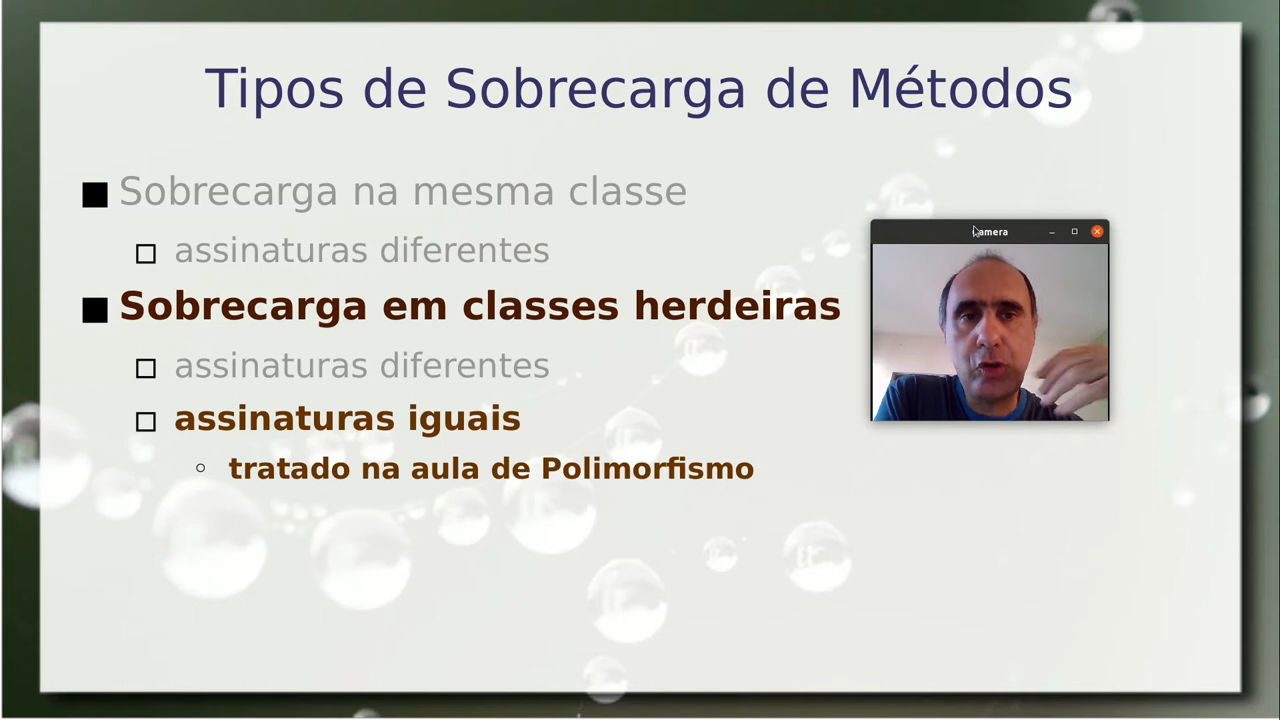 Tipos de Sobrecarga de Métodos
Sobrecarga na mesma classe
assinaturas diferentes
Sobrecarga em classes herdeiras
assinaturas diferentes
assinaturas iguais
tratado na aula de Polimorfismo